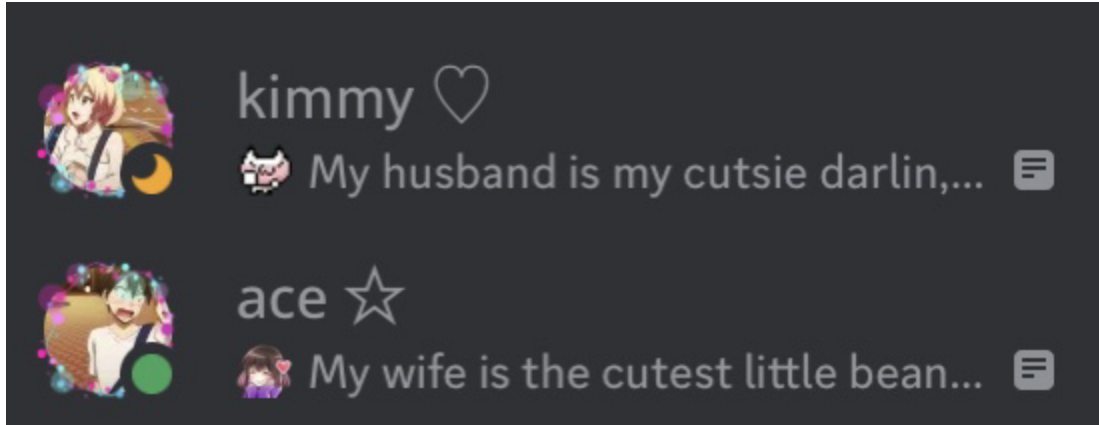 kimmy ♡
My husband is my cutsie darlin,...
ace ☆
My wife is the cutest little bean...